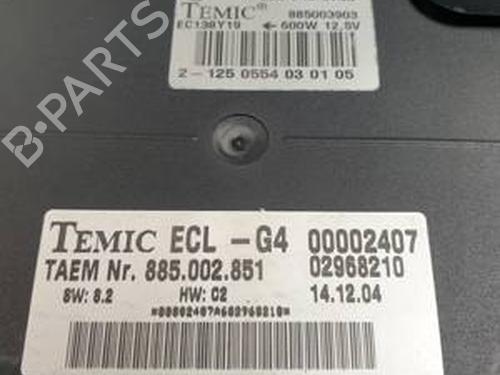 TEMIC® 885003903
EC138Y19 ← 600W 12,5V
2-125 0554 03 01 05
TEMIC ECL -G4 00002407
TAEM Nr. 885.002.851 02968210
SW: 8.2 HW: 02 14.12.04
*00002407A602968210*
B-PARTS